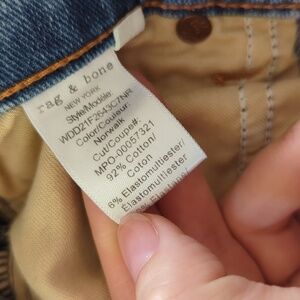 rag & bone
NEW YORK
Style/Modèle:
WDD21F2643C7NR
Color/Couleur:
Norwalk
Cut/Coupe#:
MPO-00057321
92% Cotton/
Coton
6% Elastomultiester/
Élastomultiester